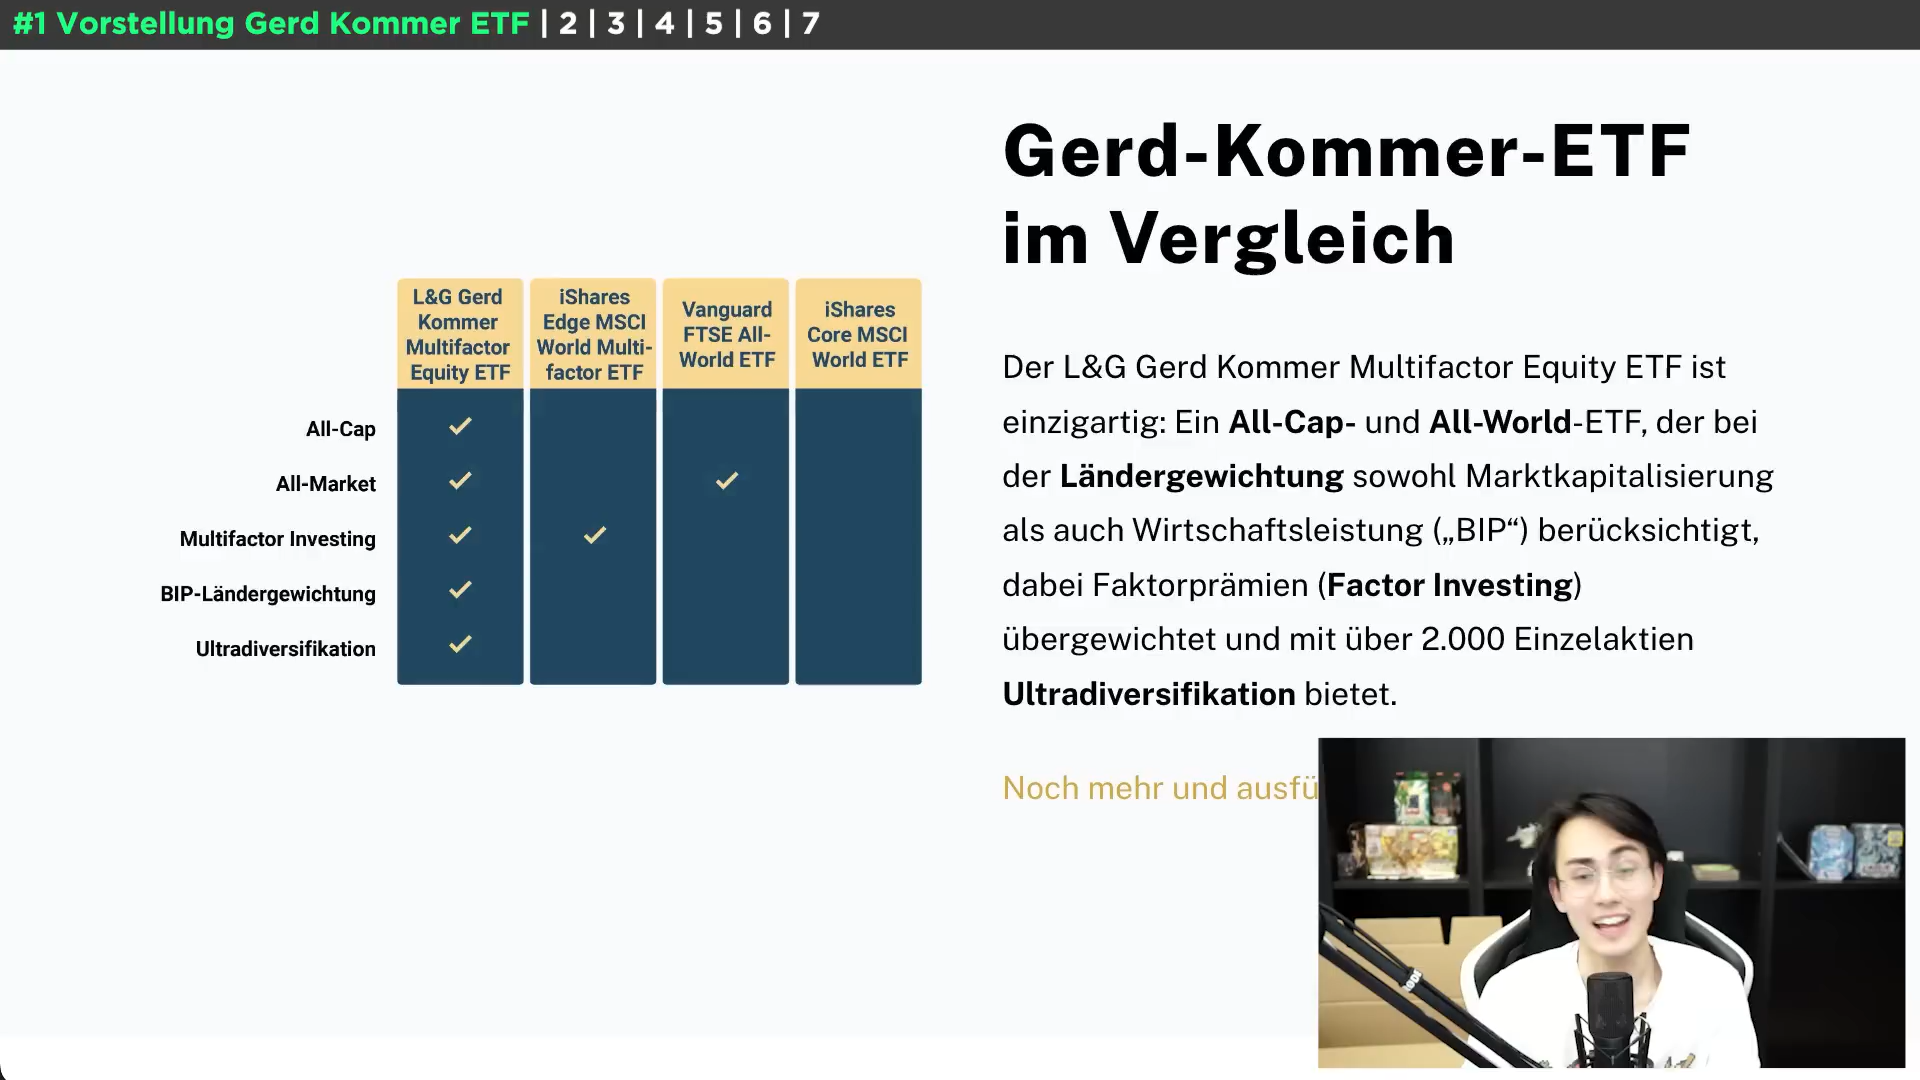 #1 Vorstellung Gerd Kommer ETF | 2 | 3 | 4 | 5 | 6 | 7
Gerd-Kommer-ETF
im Vergleich
L&G Gerd
Kommer
Multifactor
Equity ETF
iShares
Edge MSCI
World Multi-
factor ETF
Vanguard
FTSE All-
World ETF
iShares
Core MSCI
World ETF
All-Cap
All-Market
Multifactor Investing
BIP-Ländergewichtung
Ultradiversifikation
Der L&G Gerd Kommer Multifactor Equity ETF ist
einzigartig: Ein All-Cap- und All-World-ETF, der bei
der Ländergewichtung sowohl Marktkapitalisierung
als auch Wirtschaftsleistung („BIP“) berücksichtigt,
dabei Faktorprämien (Factor Investing)
übergewichtet und mit über 2.000 Einzelaktien
Ultradiversifikation bietet.
Noch mehr und ausfü
RODE